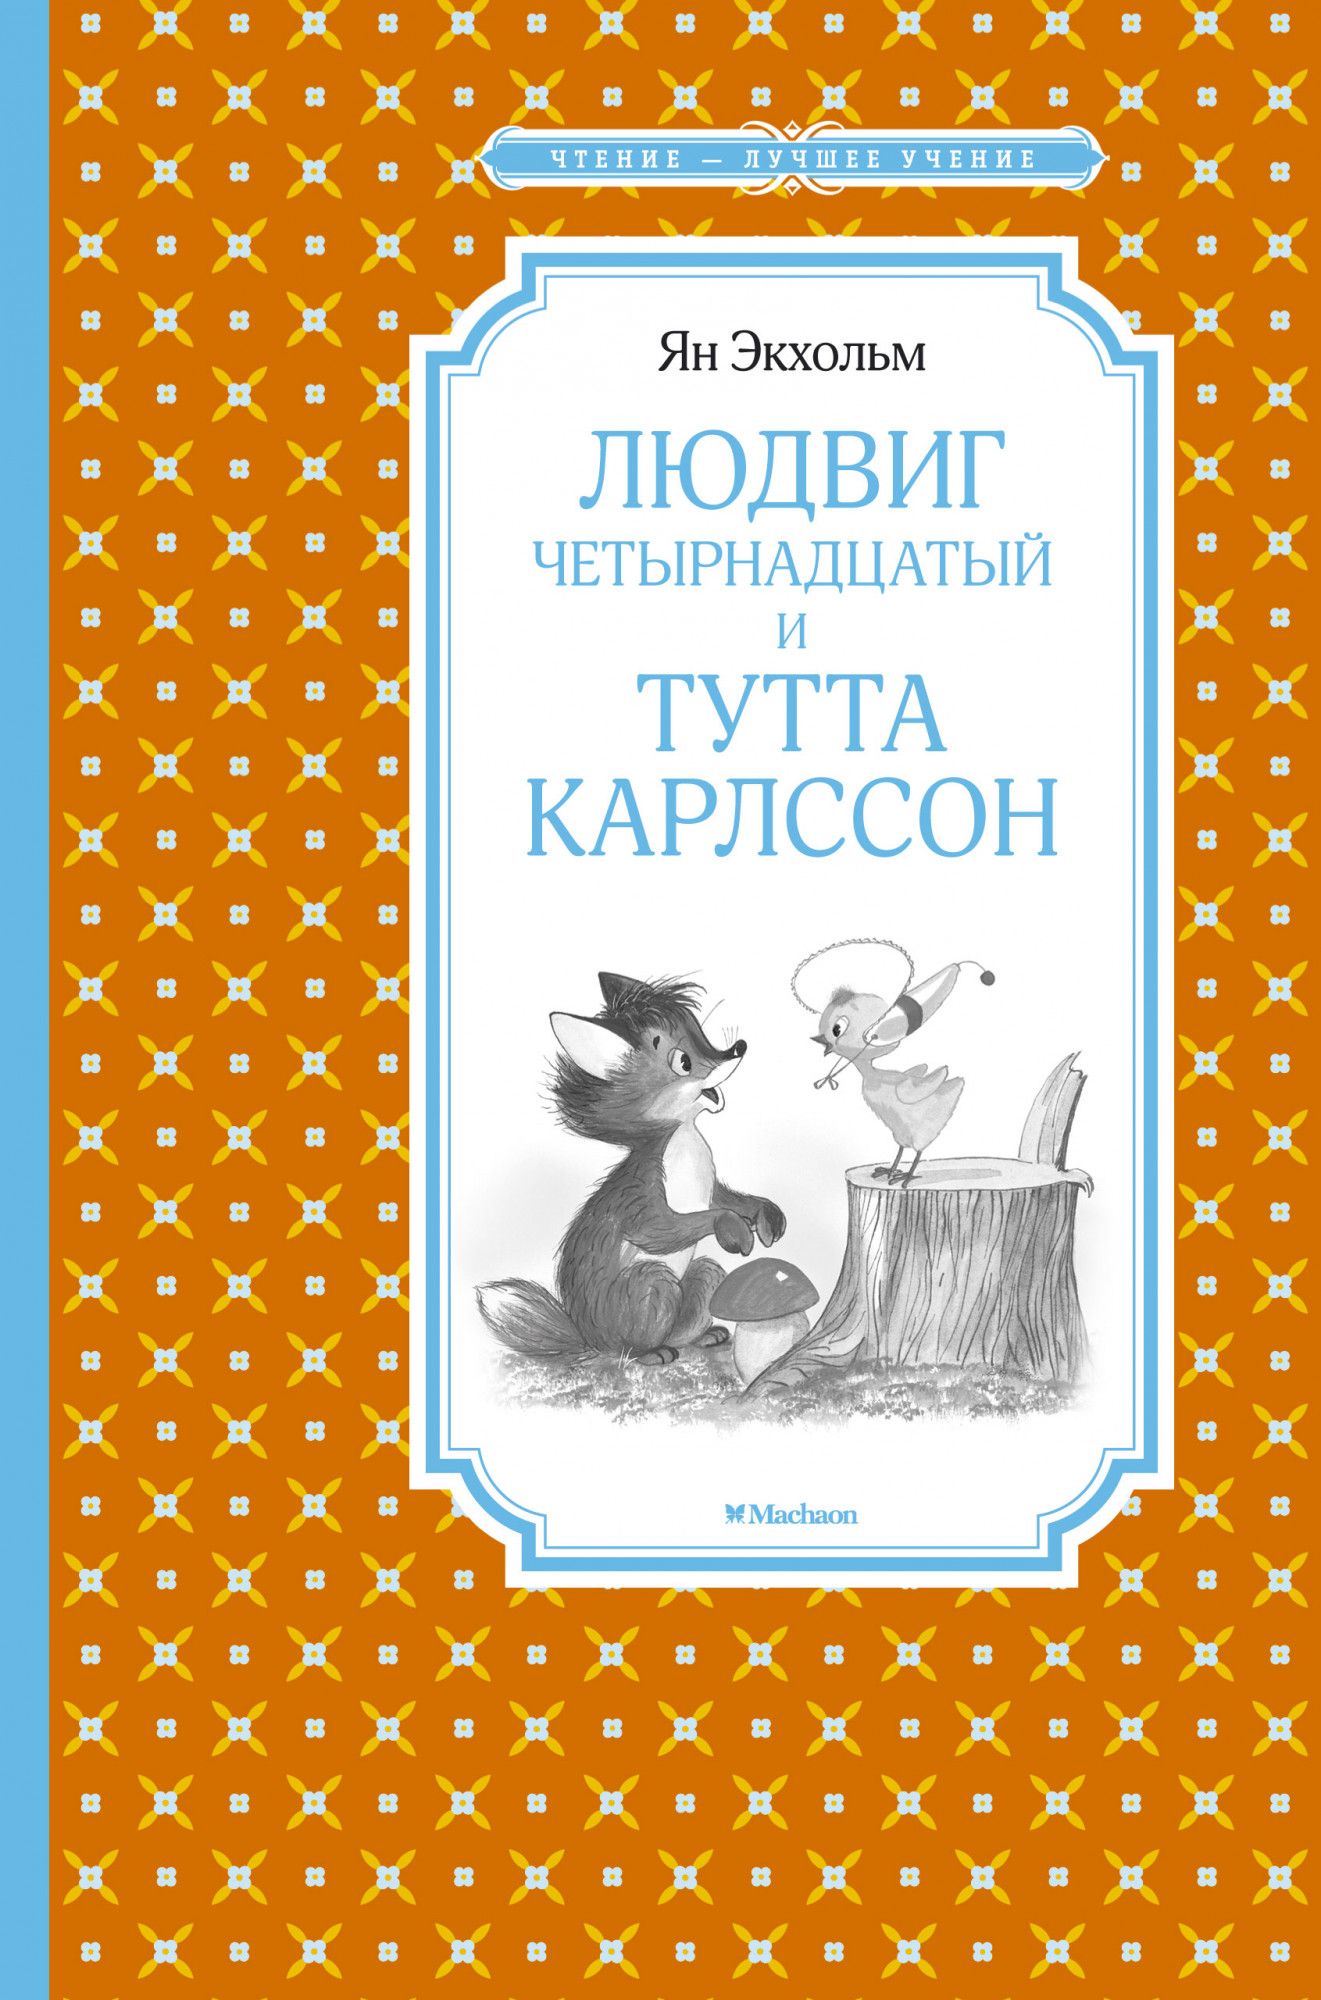 ЧТЕНИЕ – ЛУЧШЕЕ УЧЕНИЕ
Ян Экхольм
ЛЮДВИГ
ЧЕТЫРНАДЦАТЫЙ
И
ТУТТА
КАРЛССОН
Machaon